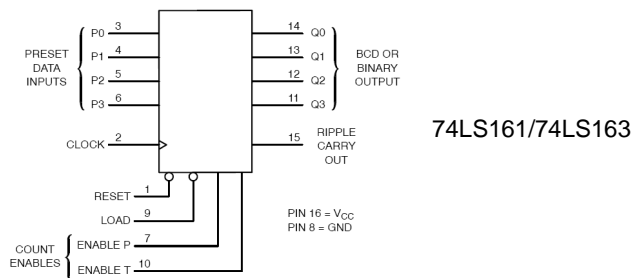 PRESET
DATA
INPUTS
P0 3
P1 4
P2 5
P3 6
CLOCK 2
14 Q0
13 Q1
12 Q2
11 Q3
BCD OR
BINARY
OUTPUT
15 RIPPLE
CARRY
OUT
74LS161/74LS163
RESET 1
LOAD 9
COUNT
ENABLES
ENABLE P 7
ENABLE T 10
PIN 16 = VCC
PIN 8 = GND